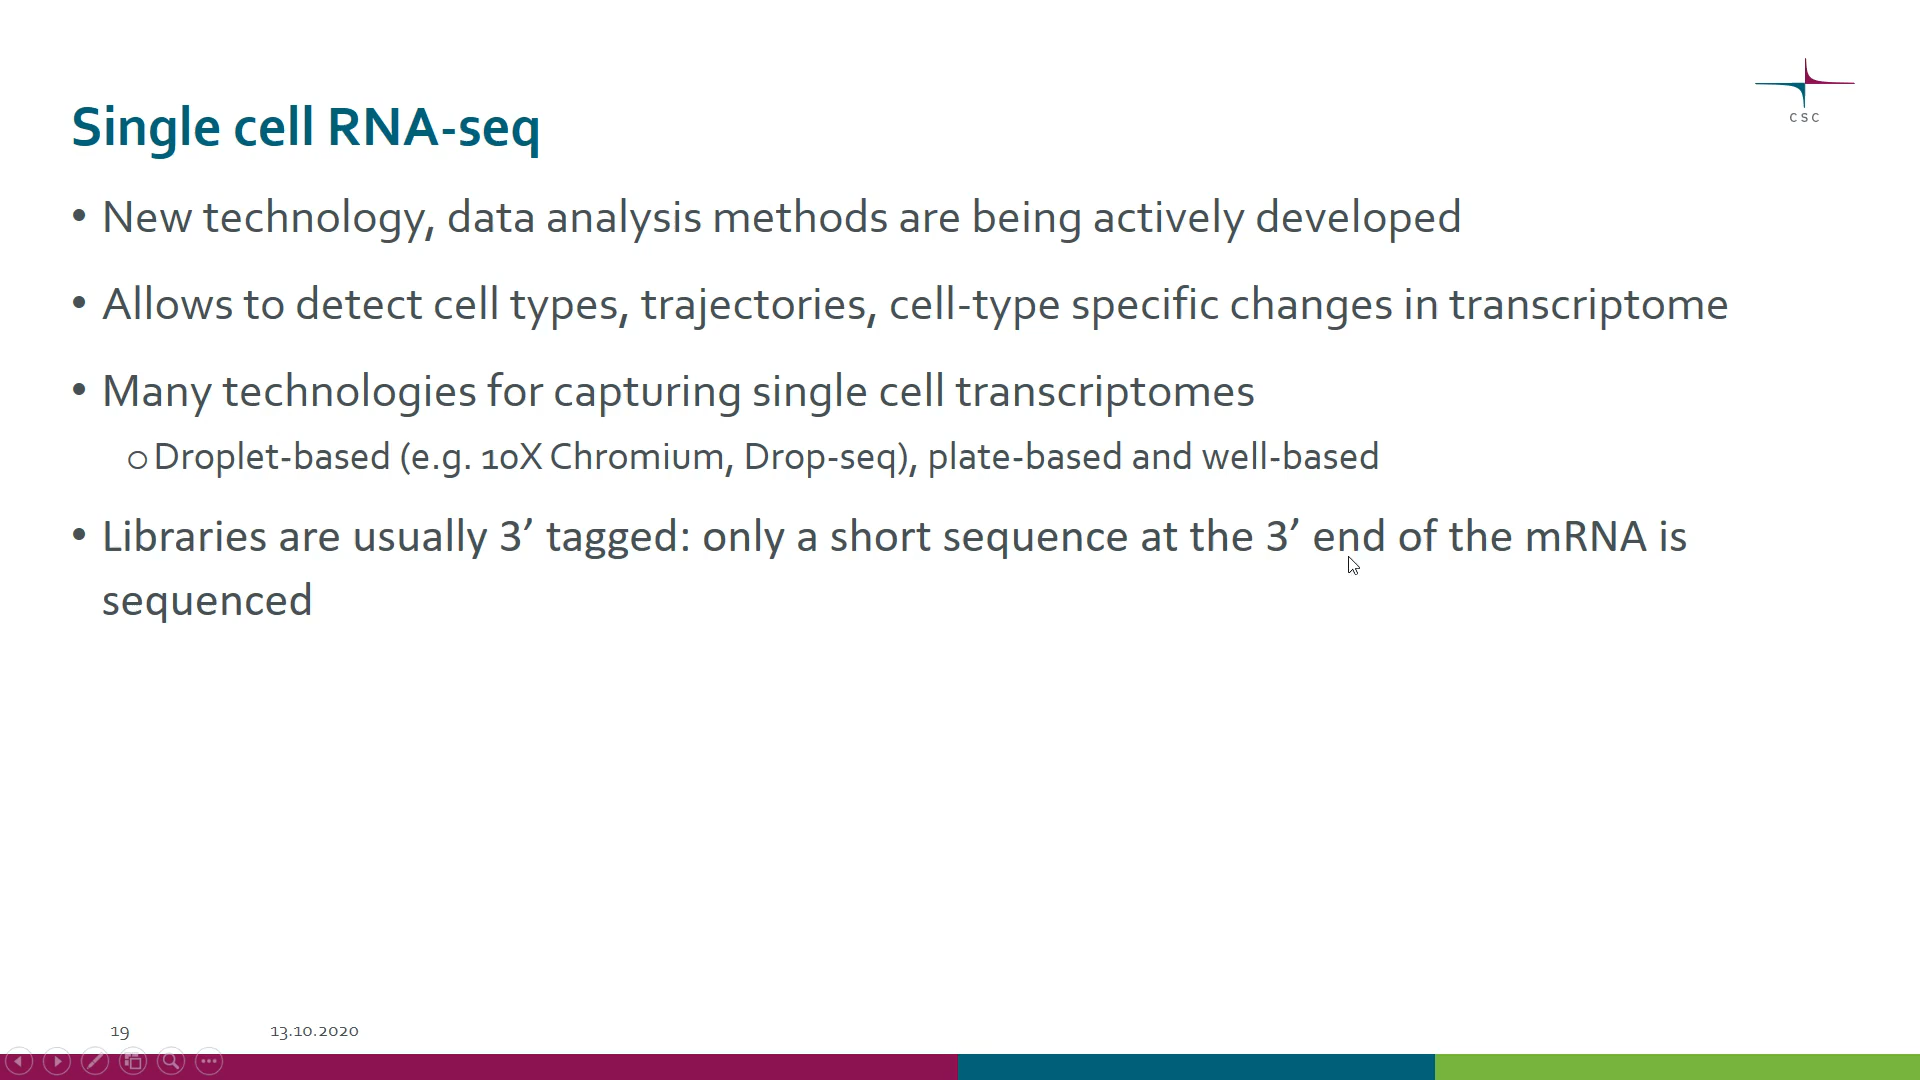 CSC
Single cell RNA-seq
• New technology, data analysis methods are being actively developed
• Allows to detect cell types, trajectories, cell-type specific changes in transcriptome
• Many technologies for capturing single cell transcriptomes
o Droplet-based (e.g. 10X Chromium, Drop-seq), plate-based and well-based
• Libraries are usually 3’ tagged: only a short sequence at the 3’ end of the mRNA is
sequenced
19 13.10.2020